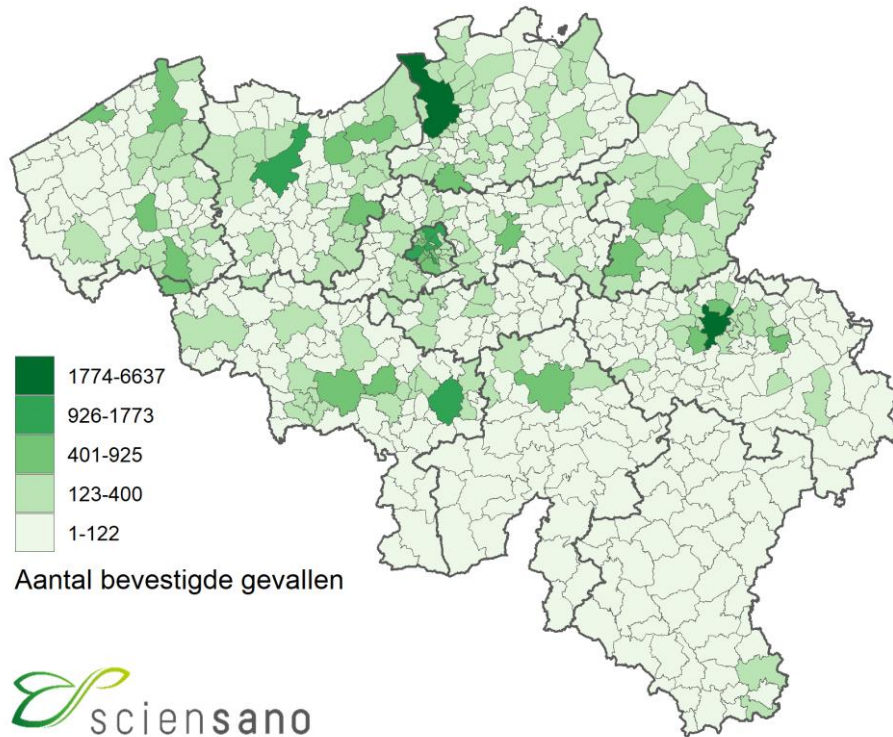 1774-6637
926-1773
401-925
123-400
1-122
Aantal bevestigde gevallen
sciensano